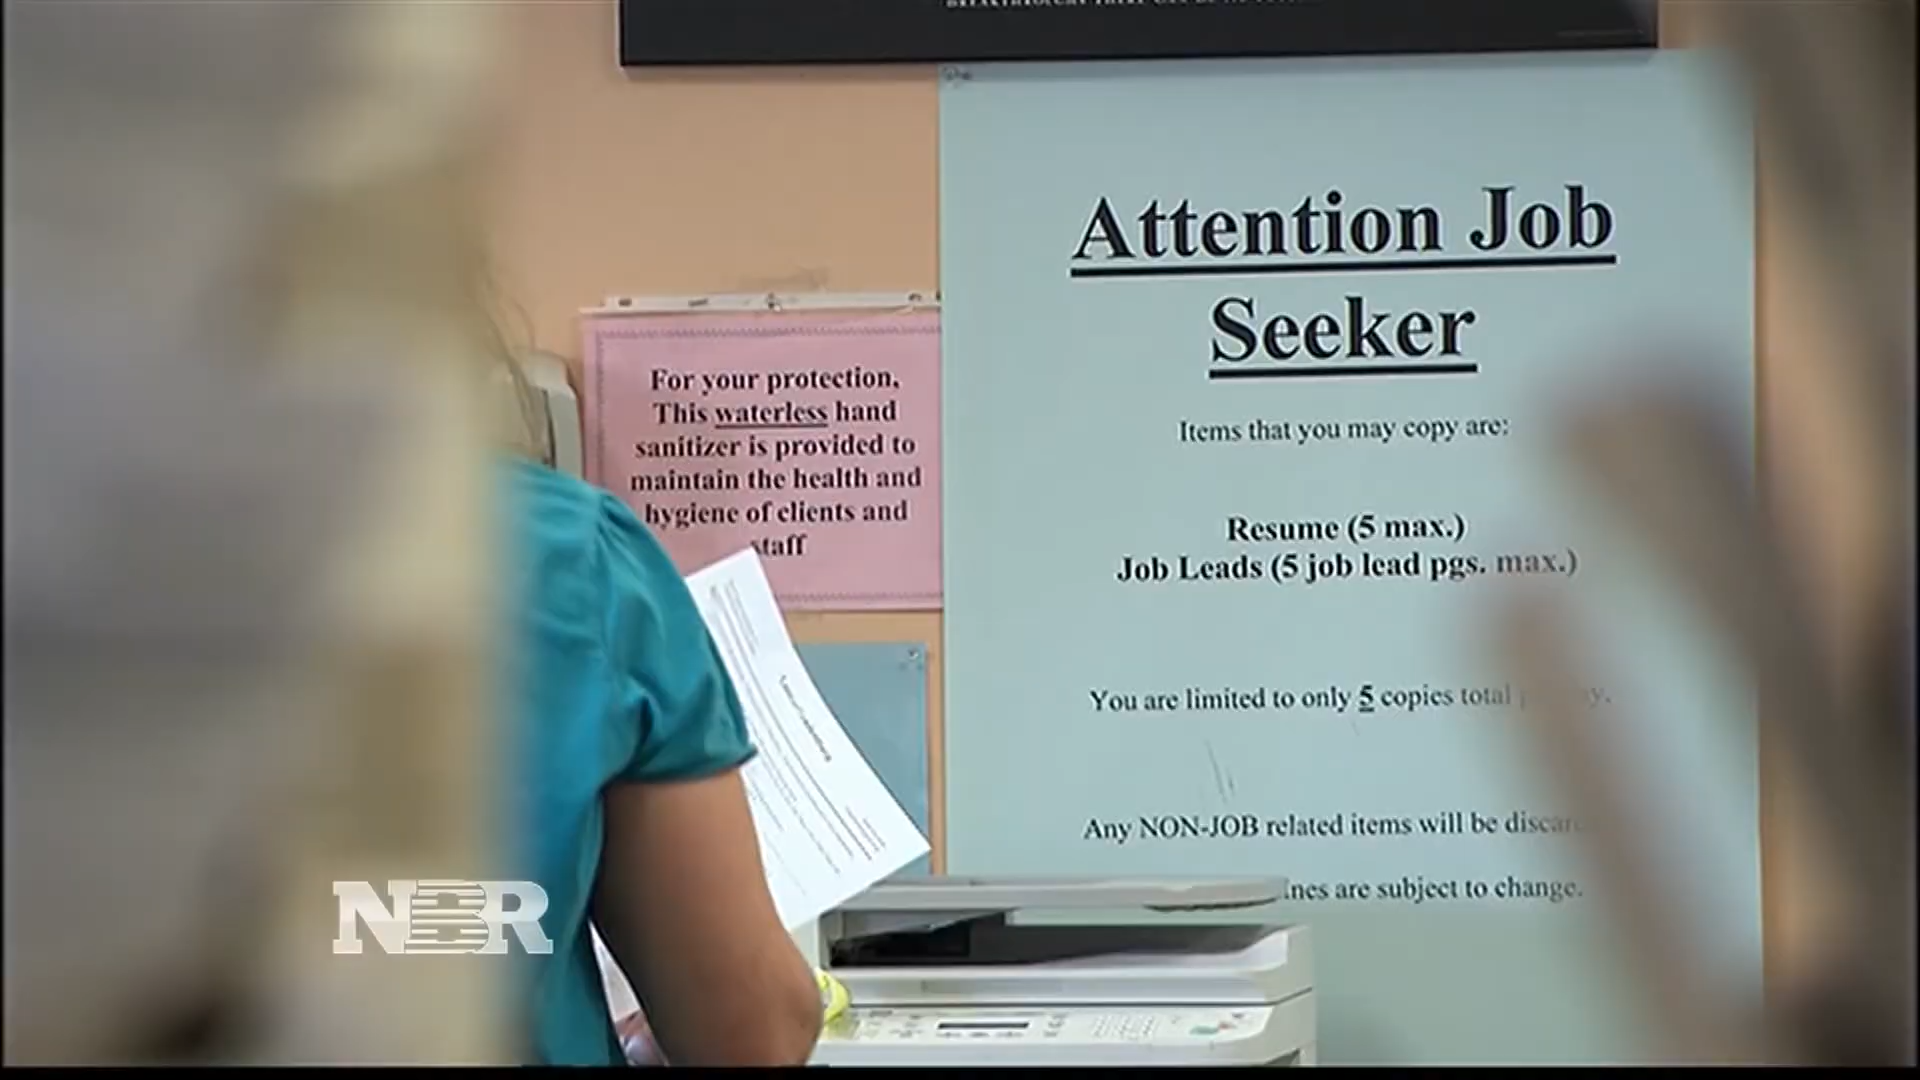 Attention Job
Seeker
Items that you may copy are:
Resume (5 max.)
Job Leads (5 job lead pgs. max.)
You are limited to only 5 copies total
Any NON-JOB related items will be
are subject to change.
For your protection,
This waterless hand
sanitizer is provided to
maintain the health and
hygiene of clients and
staff
NBR